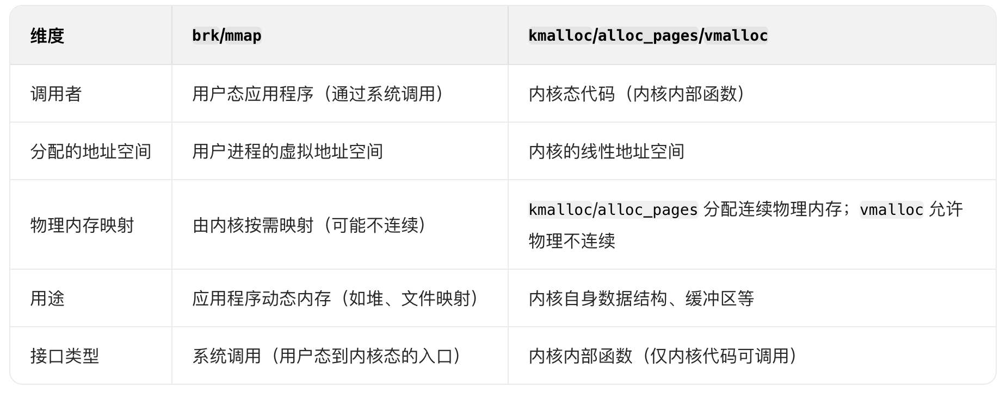 维度 brk/mmap kmalloc/alloc_pages/vmalloc
调用者 用户态应用程序（通过系统调用） 内核态代码（内核内部函数）
分配的地址空间 用户进程的虚拟地址空间 内核的线性地址空间
物理内存映射 由内核按需映射（可能不连续） kmalloc/alloc_pages 分配连续物理内存；vmalloc 允许
物理不连续
用途 应用程序动态内存（如堆、文件映射） 内核自身数据结构、缓冲区等
接口类型 系统调用（用户态到内核态的入口） 内核内部函数（仅内核代码可调用）